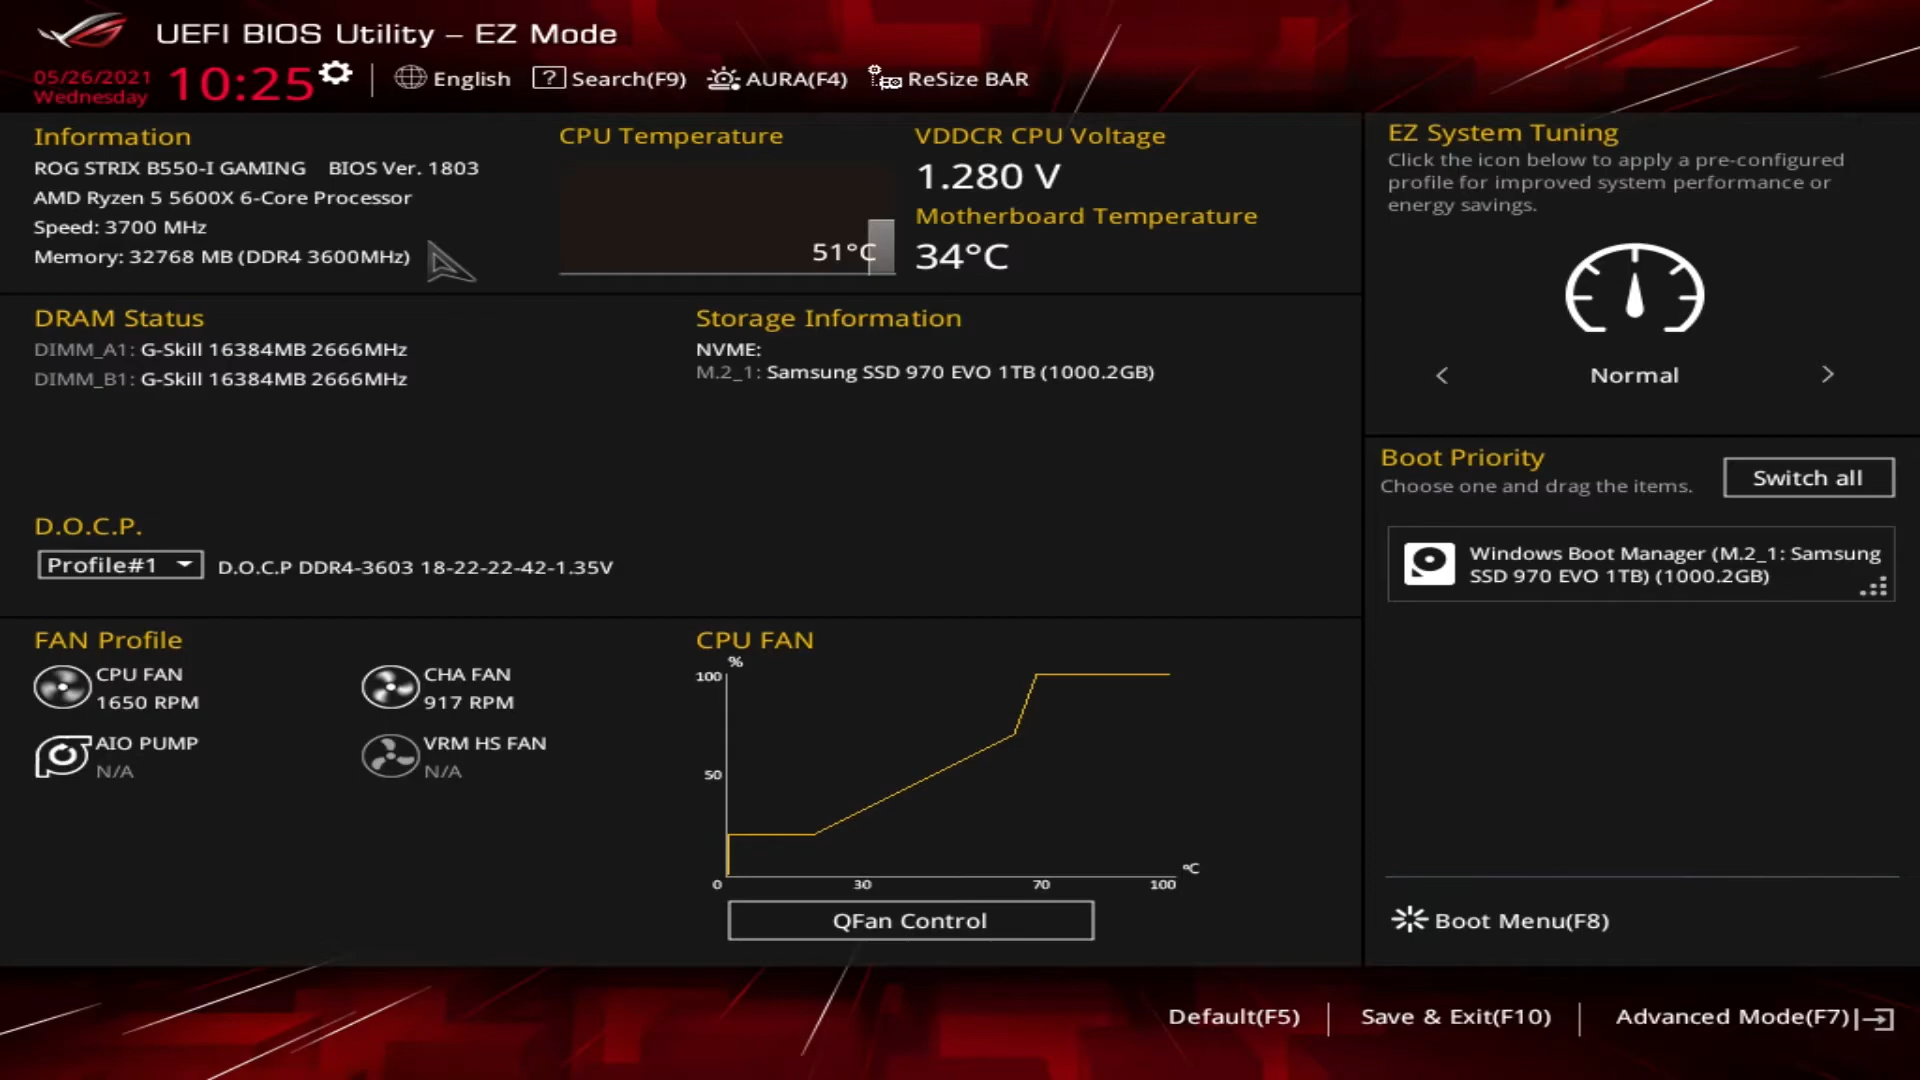 UEFI BIOS Utility – EZ Mode
05/26/2021
Wednesday
10:25
English
Search(F9)
AURA(F4)
ReSize BAR
Information
ROG STRIX B550-I GAMING BIOS Ver. 1803
AMD Ryzen 5 5600X 6-Core Processor
Speed: 3700 MHz
Memory: 32768 MB (DDR4 3600MHz)
CPU Temperature
51°C
VDDCR CPU Voltage
1.280 V
Motherboard Temperature
34°C
EZ System Tuning
Click the icon below to apply a pre-configured
profile for improved system performance or
energy savings.
Normal
DRAM Status
DIMM_A1: G-Skill 16384MB 2666MHz
DIMM_B1: G-Skill 16384MB 2666MHz
Storage Information
NVME:
M.2_1: Samsung SSD 970 EVO 1TB (1000.2GB)
D.O.C.P.
Profile#1
D.O.C.P DDR4-3603 18-22-22-42-1.35V
Boot Priority
Choose one and drag the items.
Switch all
Windows Boot Manager (M.2_1: Samsung
SSD 970 EVO 1TB) (1000.2GB)
FAN Profile
CPU FAN
1650 RPM
CHA FAN
917 RPM
AIO PUMP
N/A
VRM HS FAN
N/A
CPU FAN
%
100
50
0
30
70
100
°C
QFan Control
Boot Menu(F8)
Default(F5)
Save & Exit(F10)
Advanced Mode(F7)